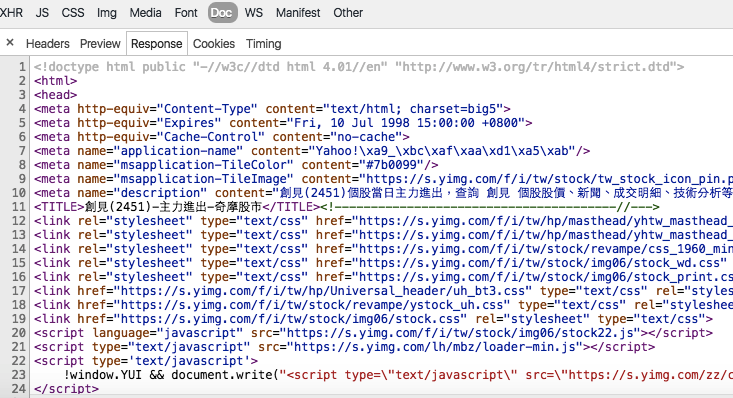 XHR JS CSS Img Media Font Doc WS Manifest Other
× Headers Preview Response Cookies Timing
1 <!doctype html public "-//w3c//dtd html 4.01//en" "http://www.w3.org/tr/html4/strict.dtd">
2 <html>
3 <head>
4 <meta http-equiv="Content-Type" content="text/html; charset=big5">
5 <meta http-equiv="Expires" content="Fri, 10 Jul 1998 15:00:00 +0800">
6 <meta http-equiv="Cache-Control" content="no-cache">
7 <meta name="application-name" content="Yahoo!\xa9_\xbc\xaf\xaa\xd1\xa5\xab"/>
8 <meta name="msapplication-TileColor" content="#7b0099"/>
9 <meta name="msapplication-TileImage" content="https://s.yimg.com/f/i/tw/stock/tw_stock_icon_pin.p
10 <meta name="description" content="創見(2451)個股當日主力進出，查詢 創見 個股股價、新聞、成交明細、技術分析等
11 <TITLE>創見(2451)-主力進出-奇摩股市</TITLE><!------------------------------------//--->
12 <link rel="stylesheet" type="text/css" href="https://s.yimg.com/f/i/tw/hp/masthead/yhtw_masthead_
13 <link rel="stylesheet" type="text/css" href="https://s.yimg.com/f/i/tw/hp/masthead/yhtw_masthead_
14 <link rel="stylesheet" type="text/css" href="https://s.yimg.com/f/i/tw/stock/revampe/css_1960_min
15 <link rel="stylesheet" type="text/css" href="https://s.yimg.com/f/i/tw/stock/img06/stock_wd.css"
16 <link rel="stylesheet" type="text/css" href="https://s.yimg.com/f/i/tw/stock/img06/stock_print.cs
17 <link href="https://s.yimg.com/f/i/tw/hp/Universal_header/uh_bt3.css" type="text/css" rel="styles
18 <link href="https://s.yimg.com/f/i/tw/stock/revampe/ystock_uh.css" type="text/css" rel="styleshee
19 <link href="https://s.yimg.com/f/i/tw/stock/img06/stock.css" rel="stylesheet" type="text/css">
20 <script language="javascript" src="https://s.yimg.com/f/i/tw/stock/img06/stock22.js"></script>
21 <script type="text/javascript" src="https://s.yimg.com/lh/mbz/loader-min.js"></script>
22 <script type='text/javascript'>
23 !window.YUI && document.write("<script type=\"text/javascript\" src=\"https://s.yimg.com/zz/c
24 </script>